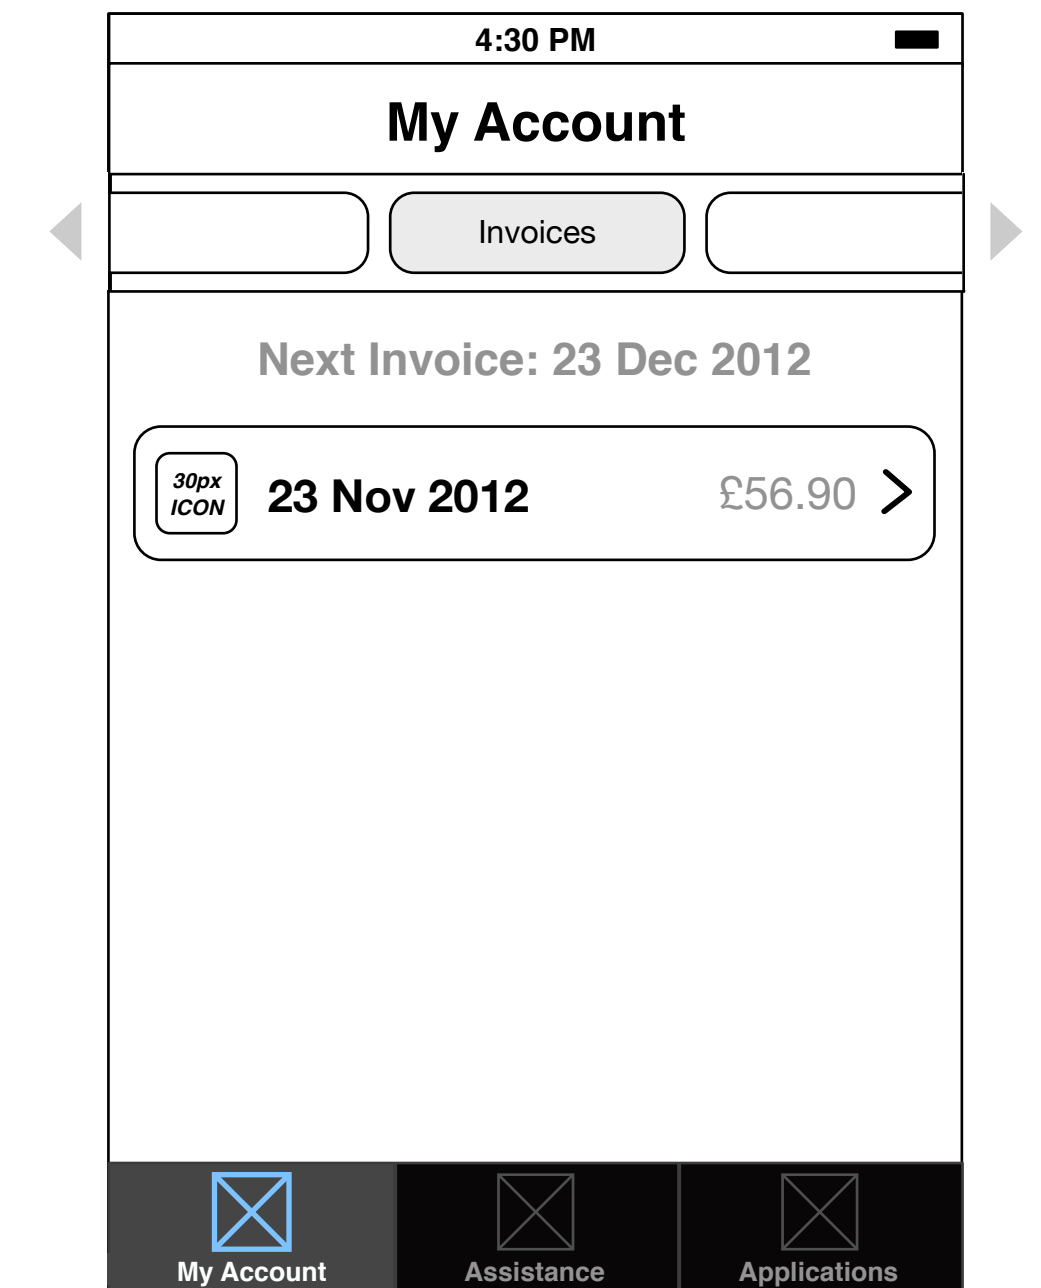 4:30 PM
My Account
Invoices
Next Invoice: 23 Dec 2012
30px
ICON
23 Nov 2012 £56.90
My Account Assistance Applications